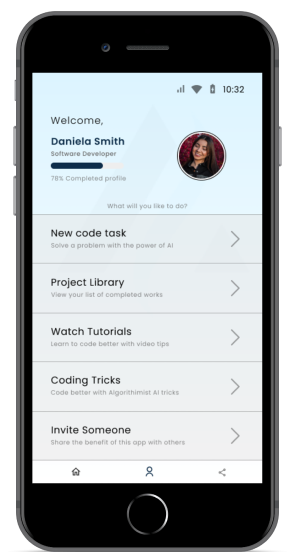 10:32
Welcome,
Daniela Smith
Software Developer
78% Completed profile
What will you like to do?
New code task
Solve a problem with the power of AI
Project Library
View your list of completed works
Watch Tutorials
Learn to code better with video tips
Coding Tricks
Code better with Algorithimist AI tricks
Invite Someone
Share the benefit of this app with others